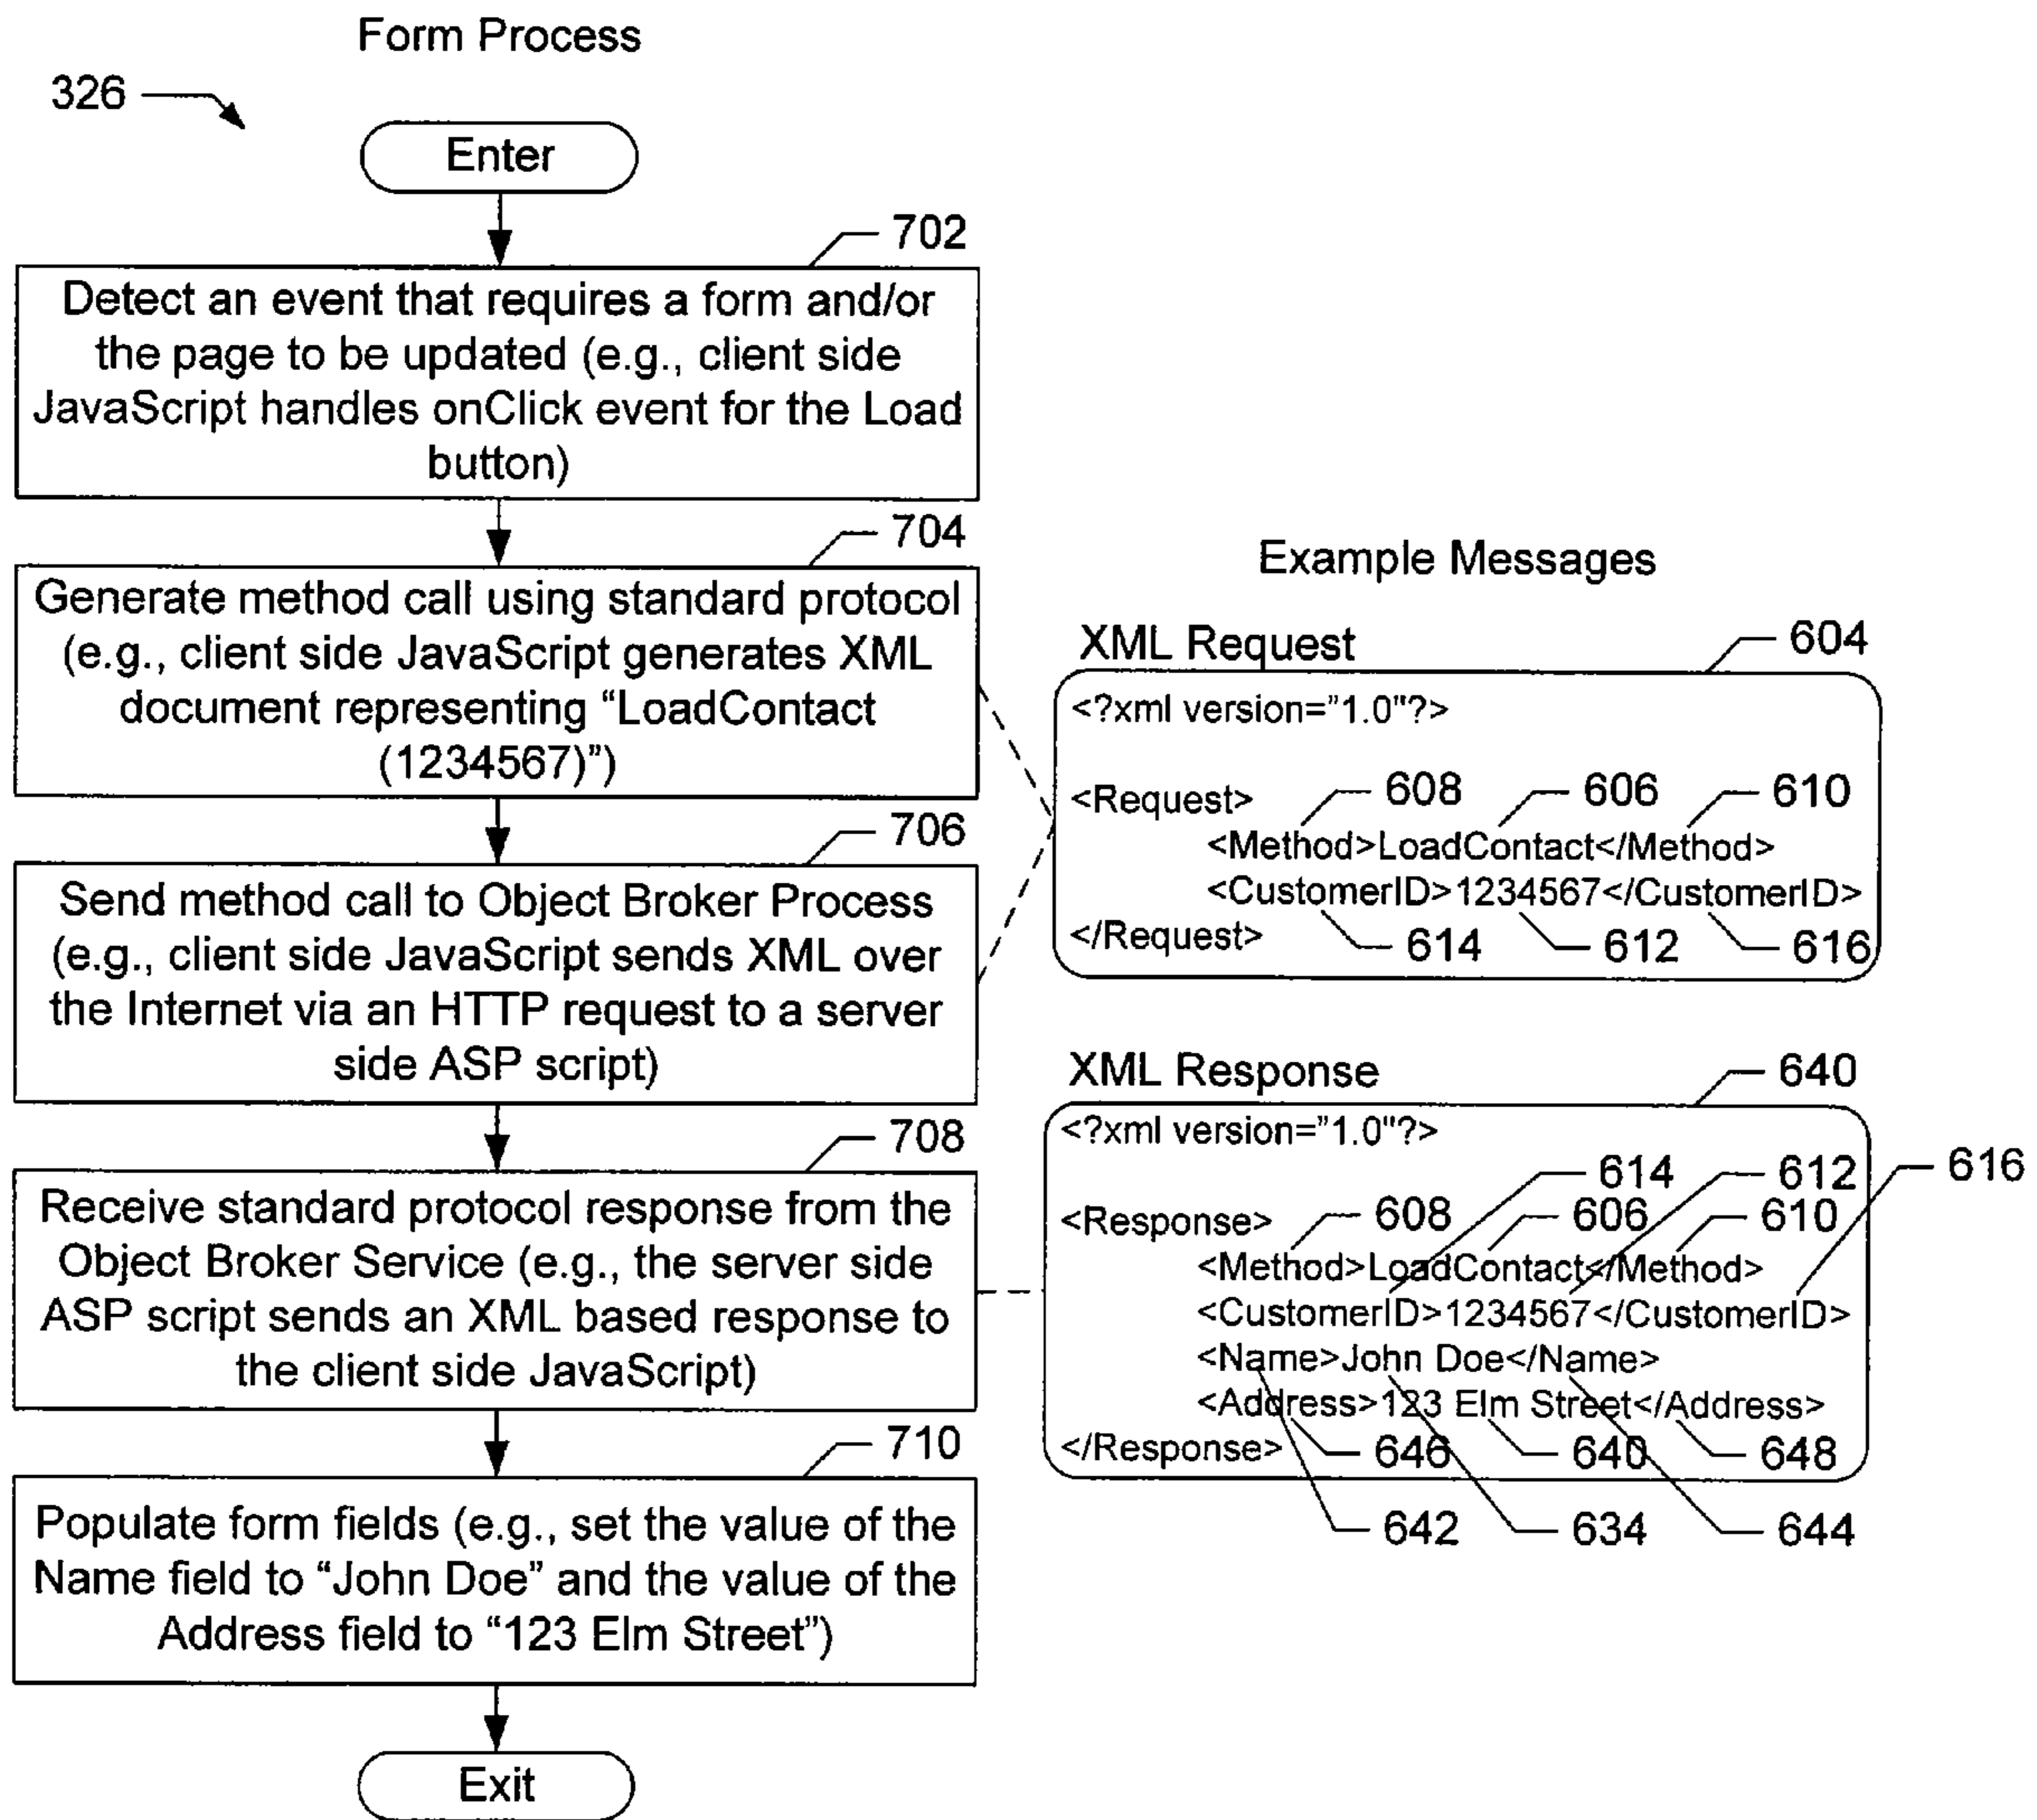 Form Process
326
Enter
702
Detect an event that requires a form and/or
the page to be updated (e.g., client side
JavaScript handles onClick event for the Load
button)
704
Generate method call using standard protocol
(e.g., client side JavaScript generates XML
document representing “LoadContact
(1234567)”)
706
Send method call to Object Broker Process
(e.g., client side JavaScript sends XML over
the Internet via an HTTP request to a server
side ASP script)
708
Receive standard protocol response from the
Object Broker Service (e.g., the server side
ASP script sends an XML based response to
the client side JavaScript)
710
Populate form fields (e.g., set the value of the
Name field to “John Doe” and the value of the
Address field to “123 Elm Street”)
Exit
Example Messages
XML Request
604
<?xml version=”1.0"?>
<Request> 608 606 610
<Method>LoadContact</Method>
<CustomerID>1234567</CustomerID>
</Request> 614 612 616
XML Response
640
<?xml version=”1.0"?>
614 612 616
<Response> 608 606 610
<Method>LoadContact</Method>
<CustomerID>1234567</CustomerID>
<Name>John Doe</Name>
<Address>123 Elm Street</Address>
</Response> 646 640 648
642 634 644